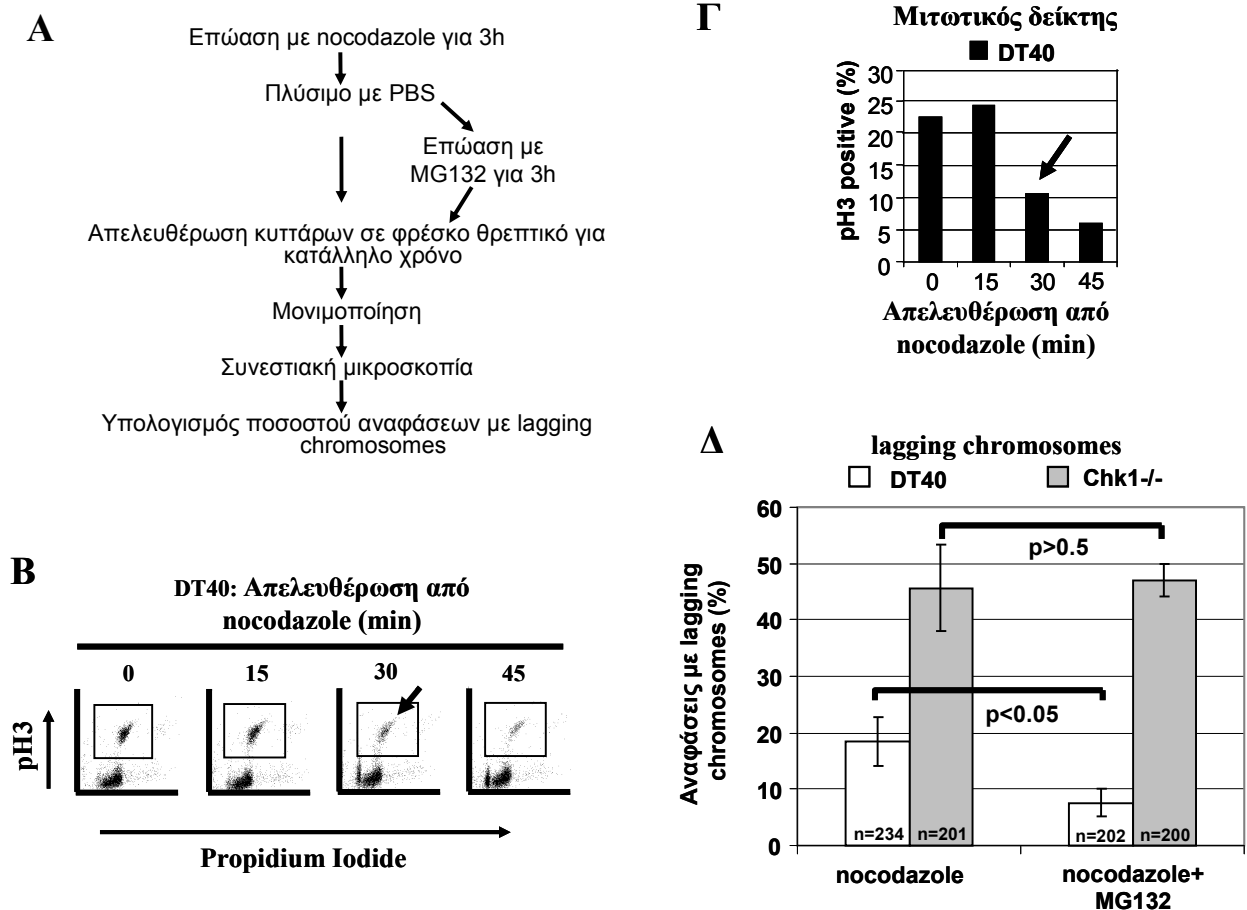 Α
Επώαση με nocodazole για 3h
Πλύσιμο με PBS
Επώαση με
MG132 για 3h
Απελευθέρωση κυττάρων σε φρέσκο θρεπτικό για
κατάλληλο χρόνο
Μονιμοποίηση
Συνεστιακή μικροσκοπία
Υπολογισμός ποσοστού αναφάσεων με lagging
chromosomes
Β
DT40: Απελευθέρωση από
nocodazole (min)
0 15 30 45
pH3
Propidium Iodide
Γ
Μιτωτικός δείκτης
DT40
pH3 positive (%)
30
25
20
15
10
5
0
0 15 30 45
Απελευθέρωση από
nocodazole (min)
Δ
lagging chromosomes
DT40 Chk1-/-
Αναφάσεις με lagging
chromosomes (%)
60
50
40
30
20
10
0
p>0.5
p<0.05
n=234 n=201 n=202 n=200
nocodazole nocodazole+
MG132